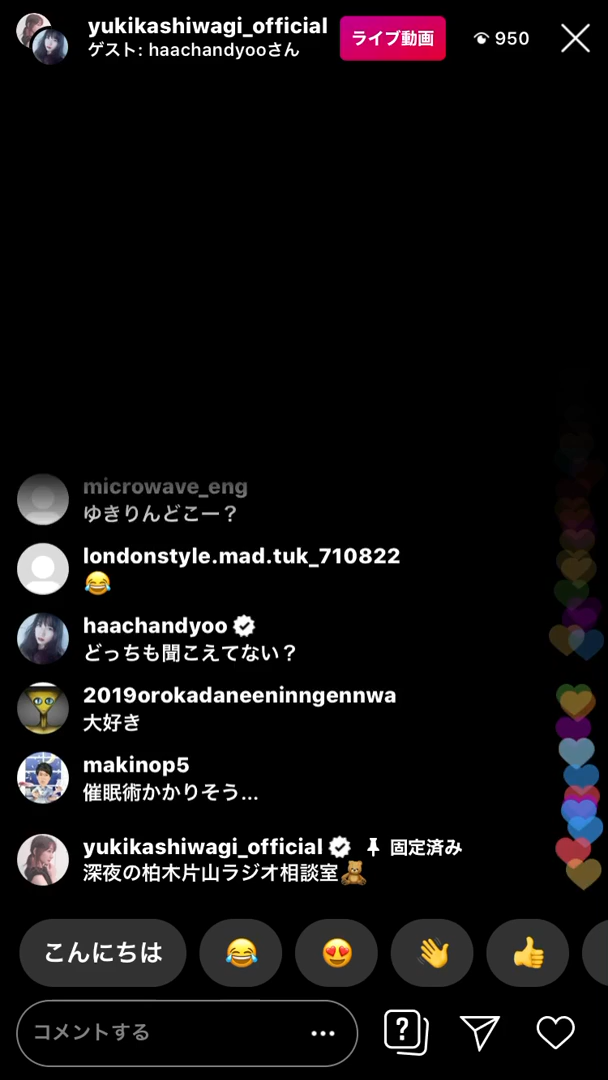 yukikashiwagi_official
ゲスト: haachandyooさん
ライブ動画
950
microwave_eng
ゆきりんどこー？
londonstyle.mad.tuk_710822
😂
haachandyoo
どっちも聞こえてない？
2019orokadaneeninngennwa
大好き
makinop5
催眠術かかりそう...
yukikashiwagi_official 固定済み
深夜の柏木片山ラジオ相談室🧸
こんにちは 😂 😍 👋 👍
コメントする ...
?